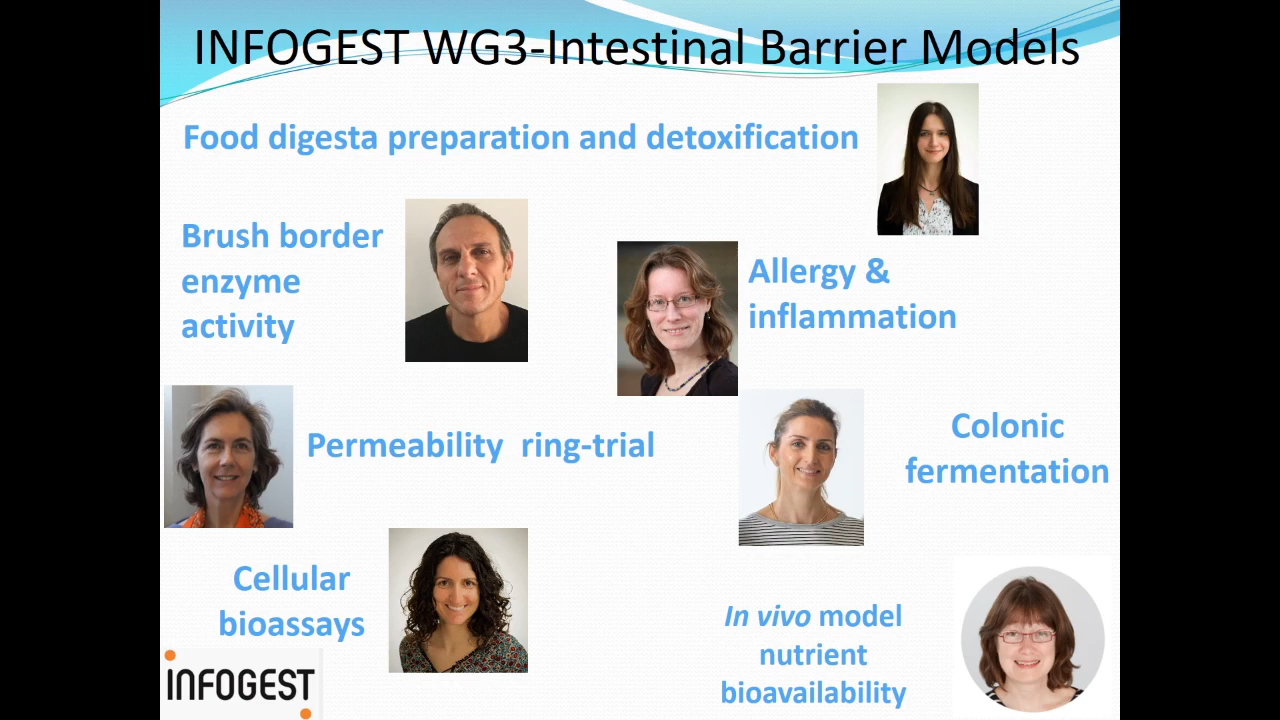 INFOGEST WG3-Intestinal Barrier Models
Food digesta preparation and detoxification
Brush border
enzyme
activity
Allergy &
inflammation
Permeability ring-trial
Colonic
fermentation
Cellular
bioassays
In vivo model
nutrient
bioavailability
INFOGEST